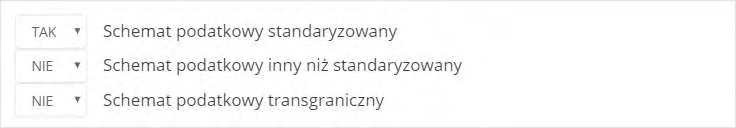 TAK ▼ Schemat podatkowy standaryzowany
NIE ▼ Schemat podatkowy inny niż standaryzowany
NIE ▼ Schemat podatkowy transgraniczny